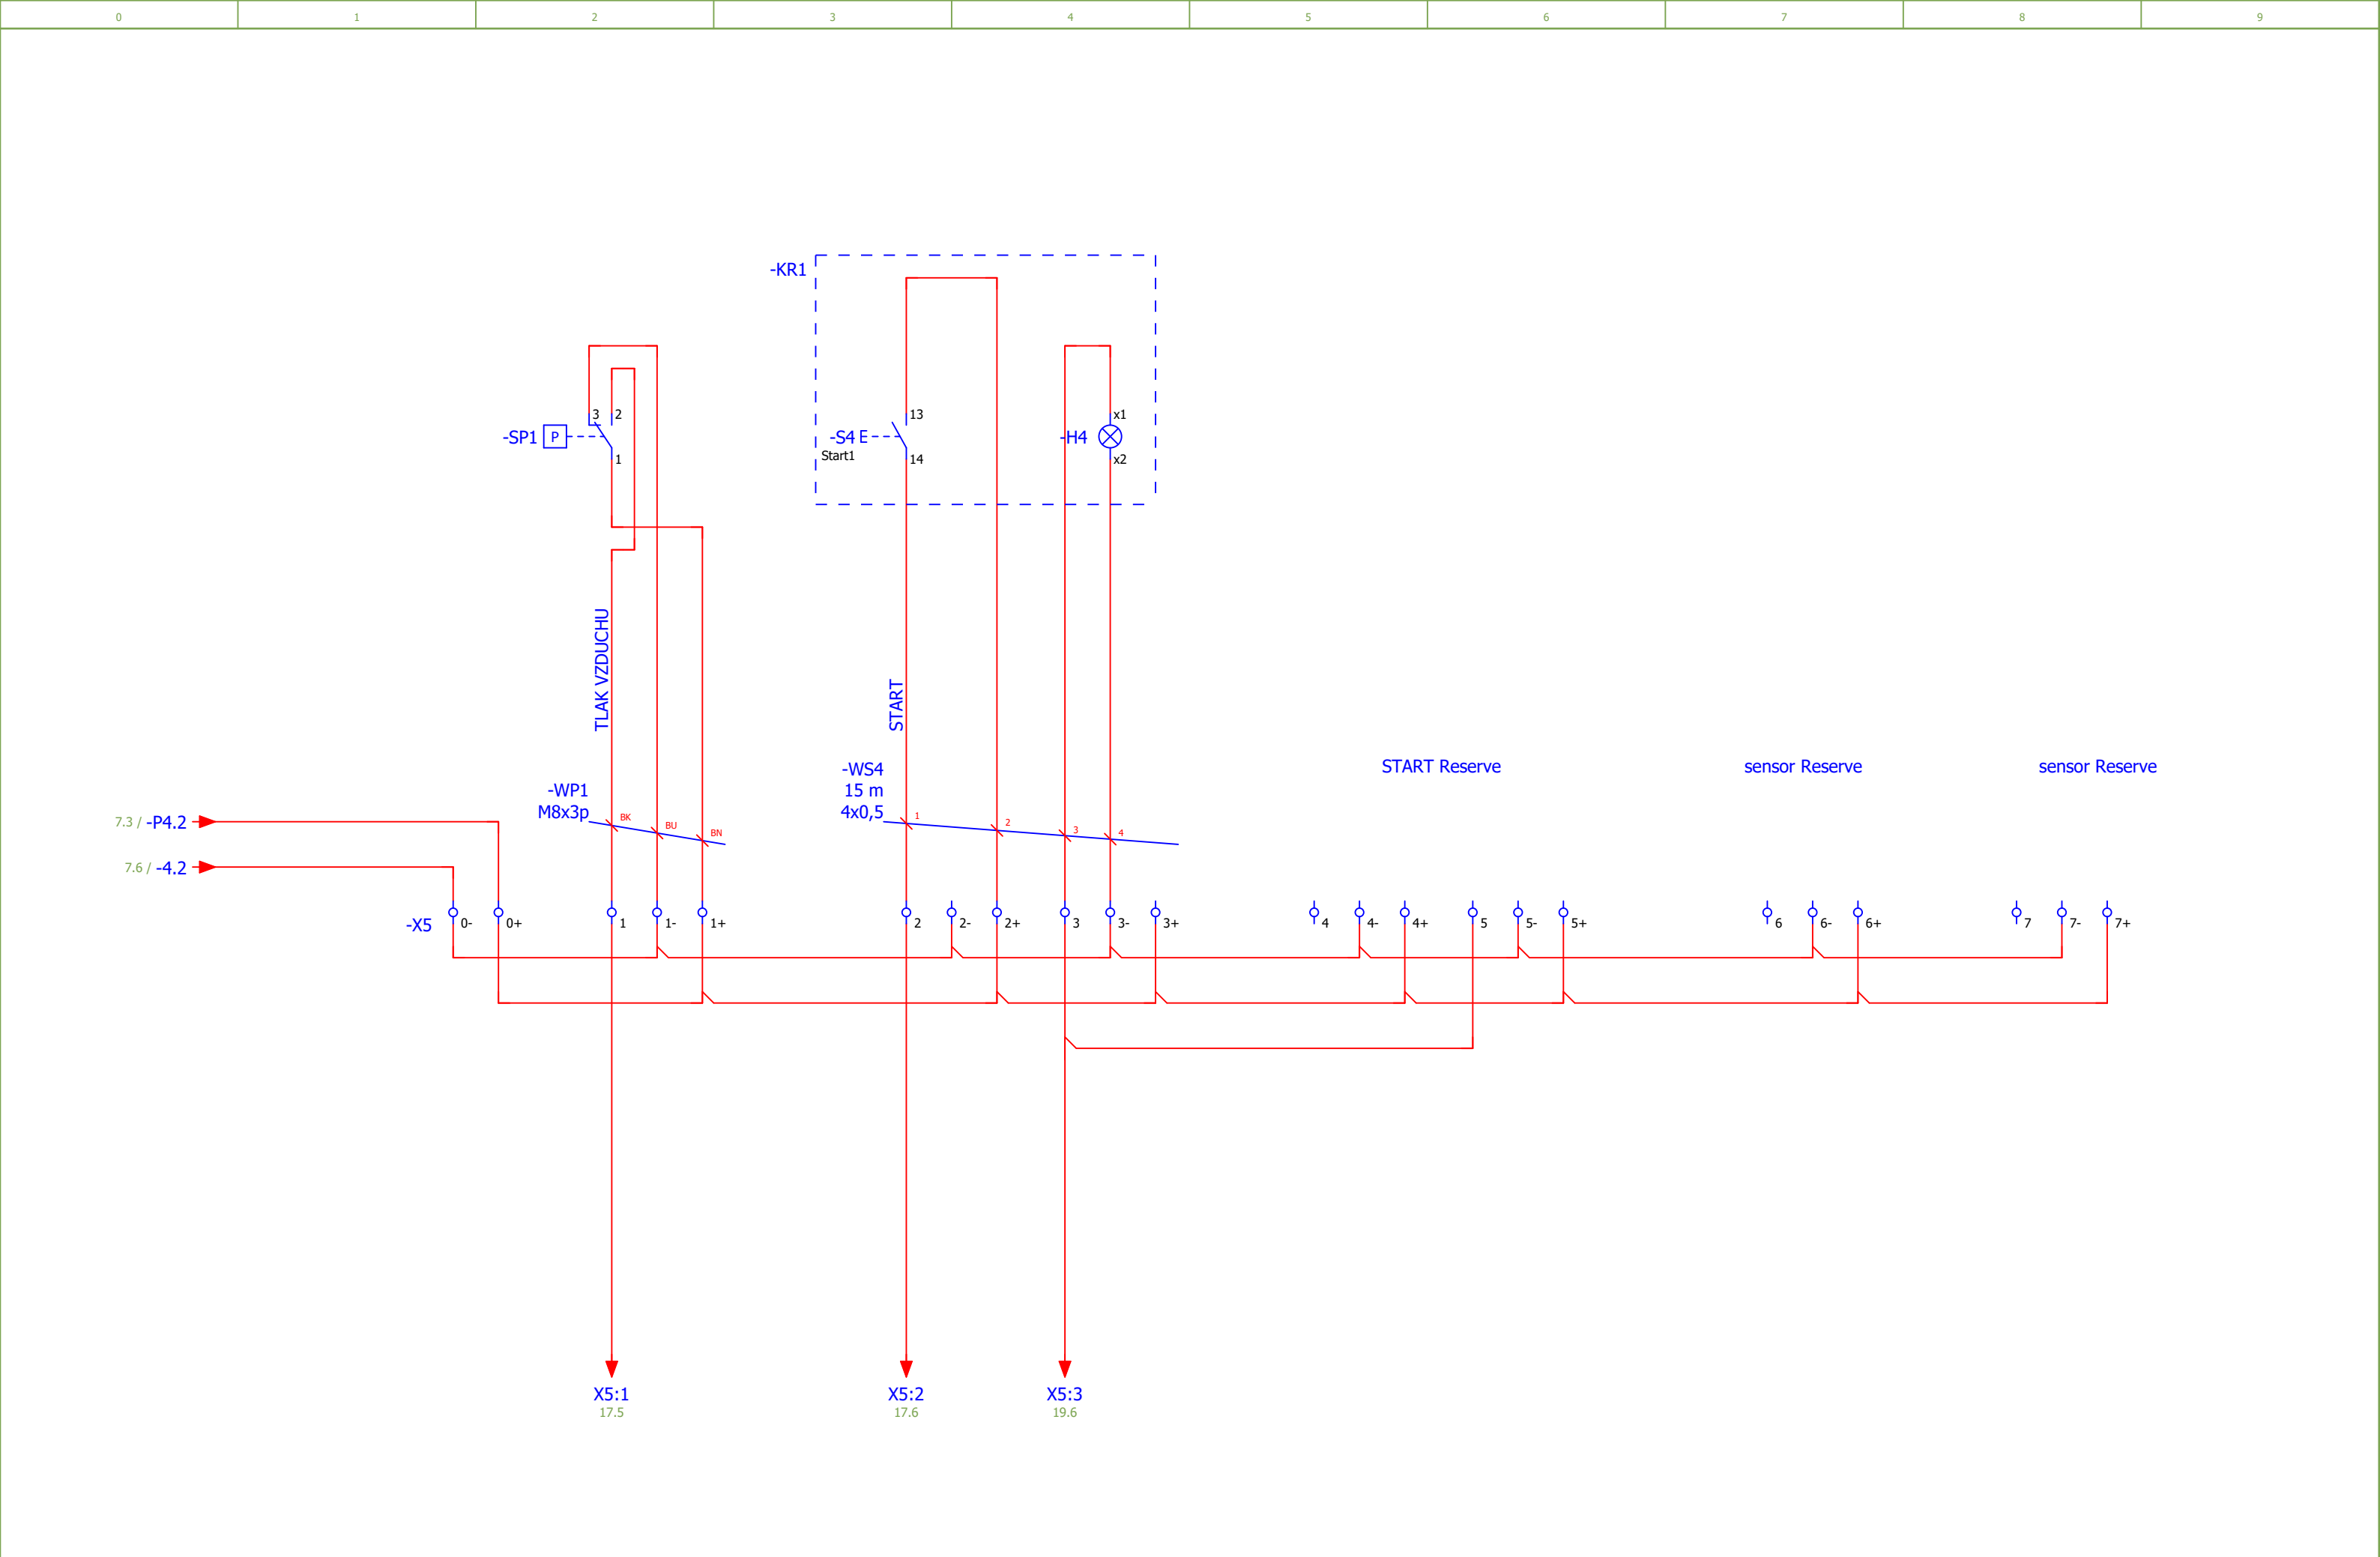 0 1 2 3 4 5 6 7 8 9
-KR1
3 2
13
x1
-SP1 P
-S4 E
-H4
Start1
1
14
x2
TLAK VZDUCHU
START
START Reserve
sensor Reserve
sensor Reserve
-WS4
15 m
4x0,5
-WP1
M8x3p
BK
BU
BN
1
2
3
4
7.3 / -P4.2
7.6 / -4.2
-X5
0- 0+ 1 1- 1+ 2 2- 2+ 3 3- 3+ 4 4- 4+ 5 5- 5+ 6 6- 6+ 7 7- 7+
X5:1
17.5
X5:2
17.6
X5:3
19.6